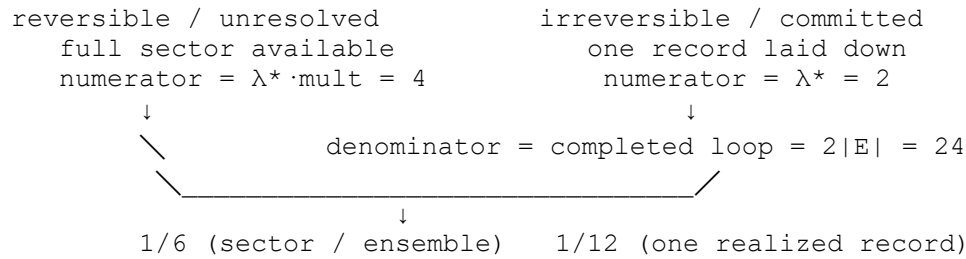 reversible / unresolved          irreversible / committed
full sector available            one record laid down
numerator = λ*·mult = 4          numerator = λ* = 2
↓                                ↓
denominator = completed loop = 2|E| = 24
↓
1/6 (sector / ensemble)   1/12 (one realized record)